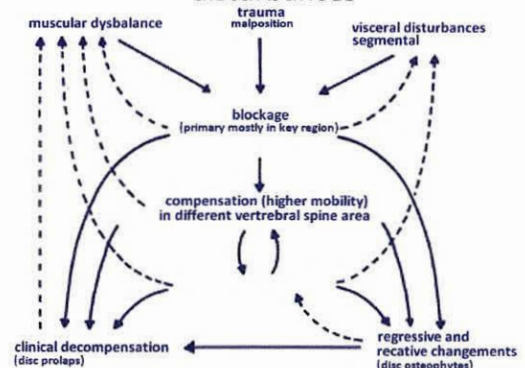 muscular dysbalance
trauma
malposition
visceral disturbances
segmental
blockage
(primary mostly in key region)
compensation (higher mobility)
in different vertrebral spine area
clinical decompensation
(disc prolaps)
regressive and
recative changements
(disc osteophytes)